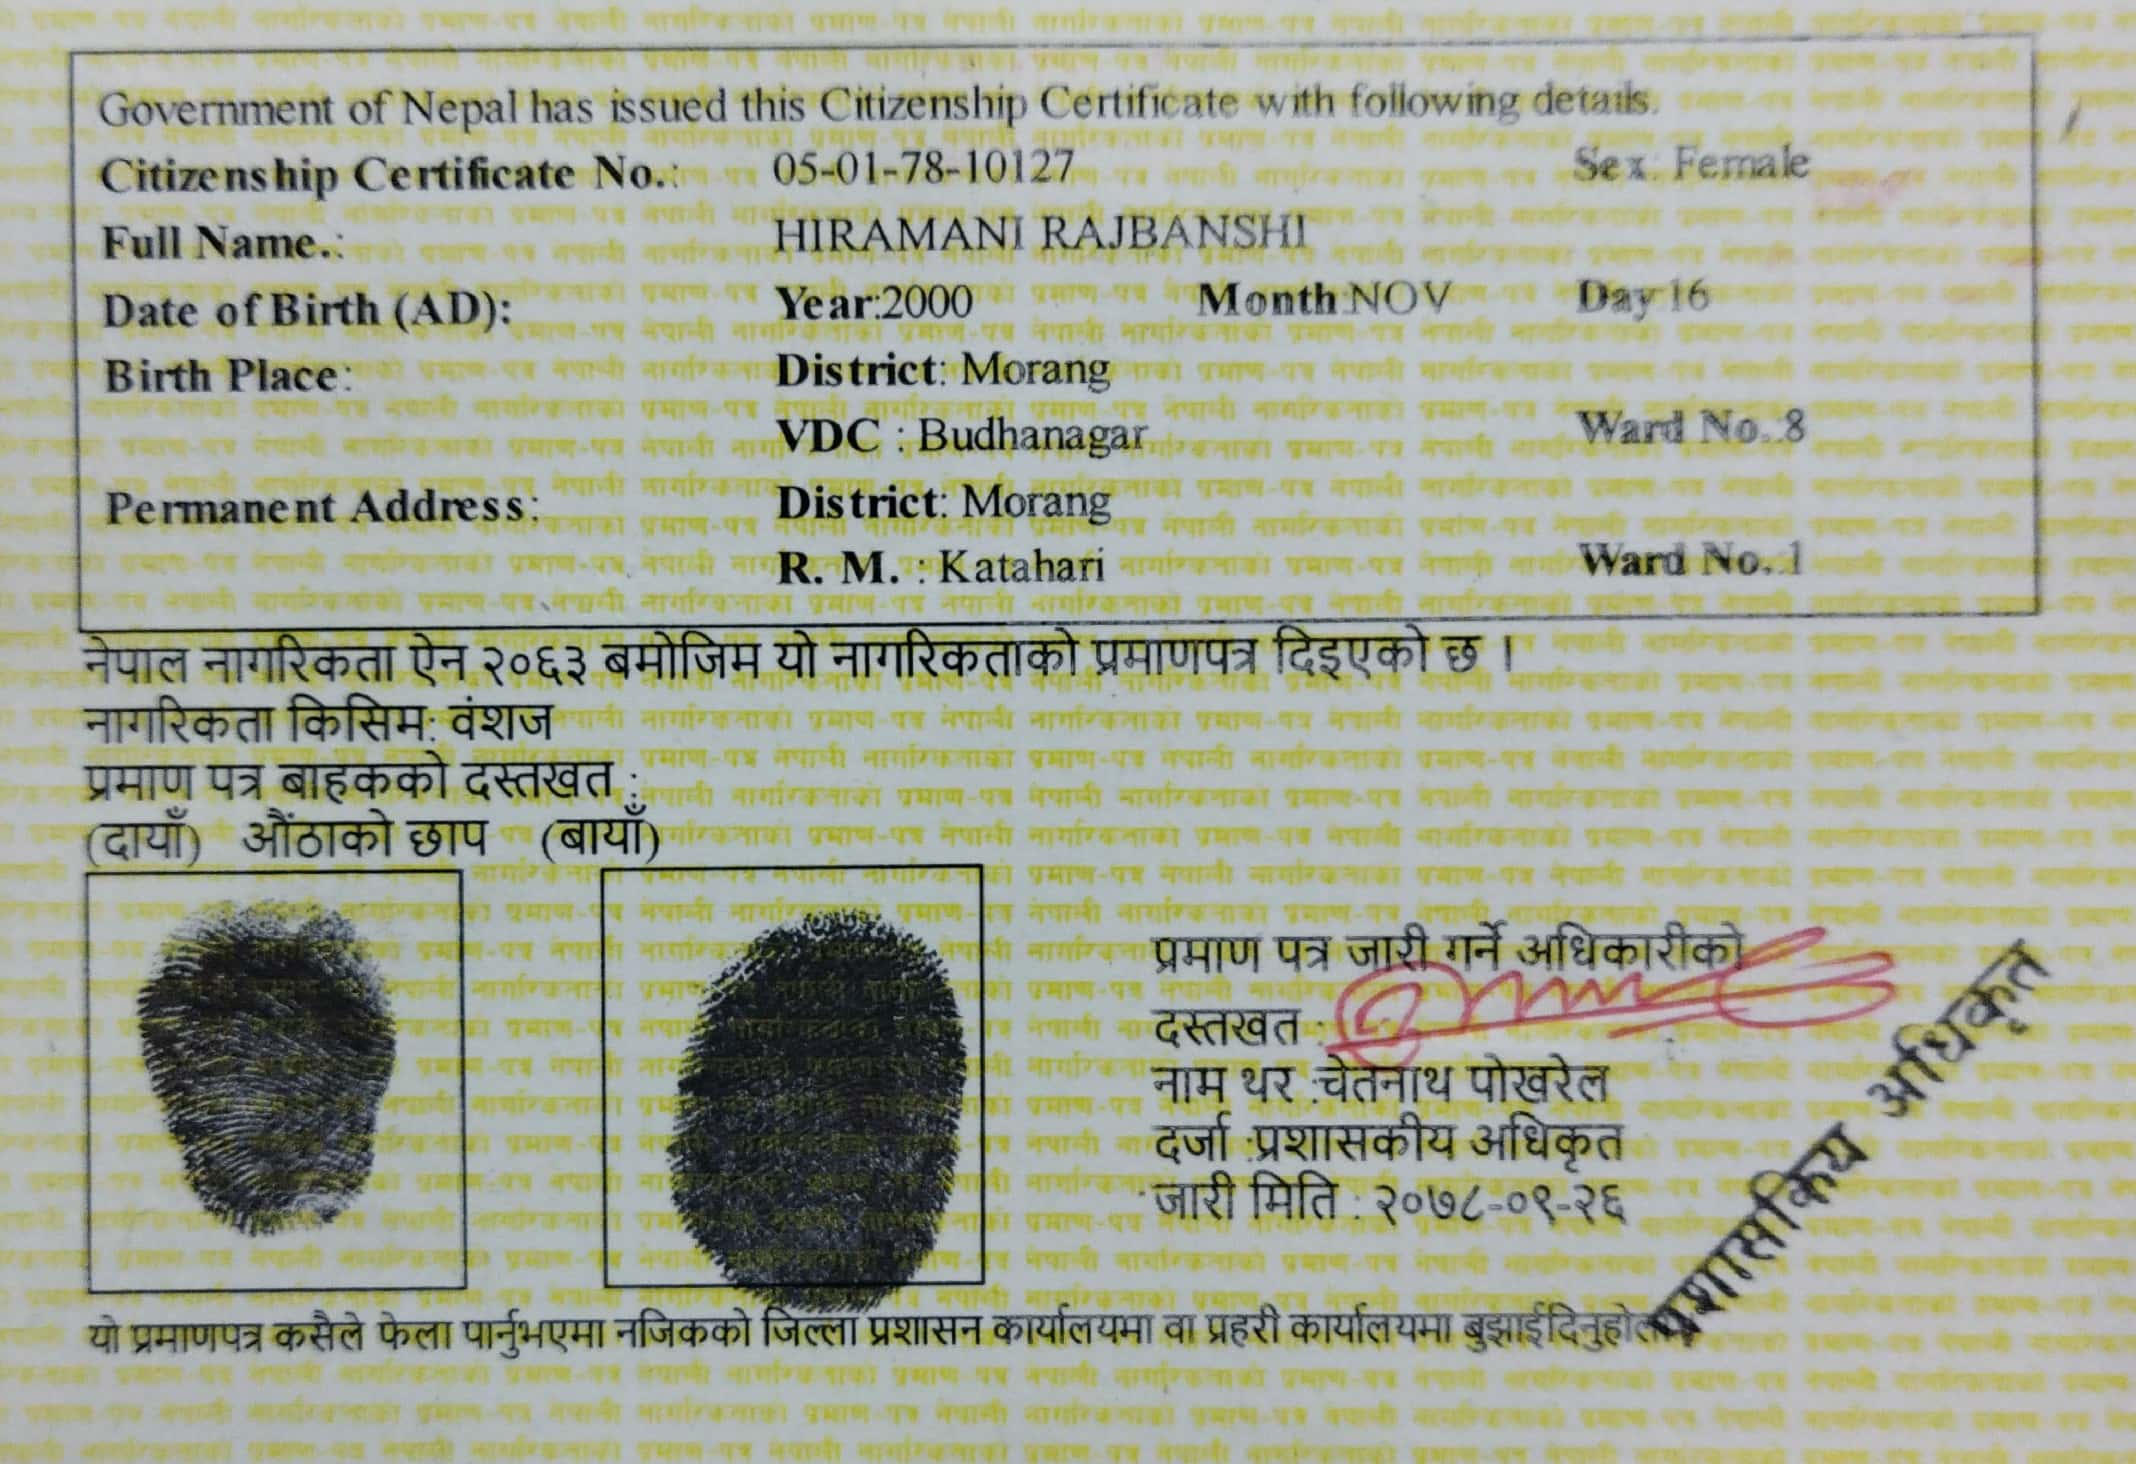 Government of Nepal has issued this Citizenship Certificate with following details.
Citizenship Certificate No.: 05-01-78-10127 Sex: Female
Full Name.: HIRAMANI RAJBANSHI
Date of Birth (AD): Year:2000 Month:NOV Day:16
Birth Place: District: Morang
VDC : Budhanagar Ward No.:8
Permanent Address: District: Morang
R. M. : Katahari Ward No.:1
नेपाल नागरिकता ऐन २०६३ बमोजिम यो नागरिकताको प्रमाणपत्र दिइएको छ ।
नागरिकता किसिम: वंशज
प्रमाण पत्र बाहकको दस्तखत :
(दायाँ) औंठाको छाप (बायाँ)
प्रमाण पत्र जारी गर्ने अधिकारीको
दस्तखत :
नाम थर :चेतनाथ पोखरेल
दर्जा :प्रशासकीय अधिकृत
जारी मिति : २०७८-०९-२६
प्रशासकिय अधिकृत
यो प्रमाणपत्र कसैले फेला पार्नुभएमा नजिकको जिल्ला प्रशासन कार्यालयमा वा प्रहरी कार्यालयमा बुझाईदिनुहोला